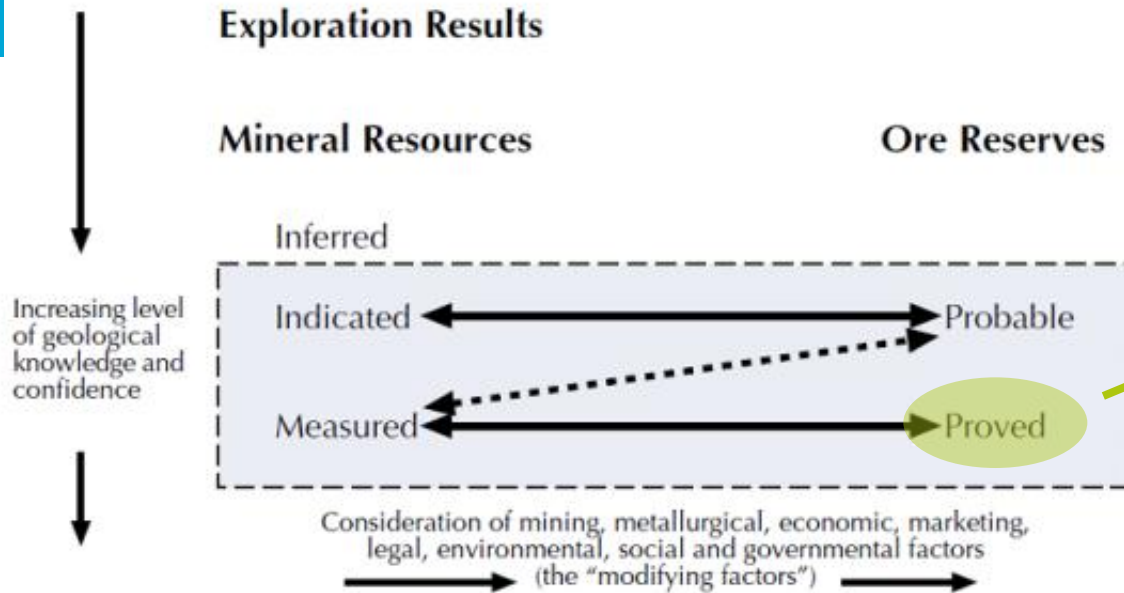 Exploration Results
Mineral Resources
Ore Reserves
Inferred
Increasing level
of geological
knowledge and
confidence
Indicated
Probable
Measured
Proved
Consideration of mining, metallurgical, economic, marketing,
legal, environmental, social and governmental factors
(the “modifying factors”)